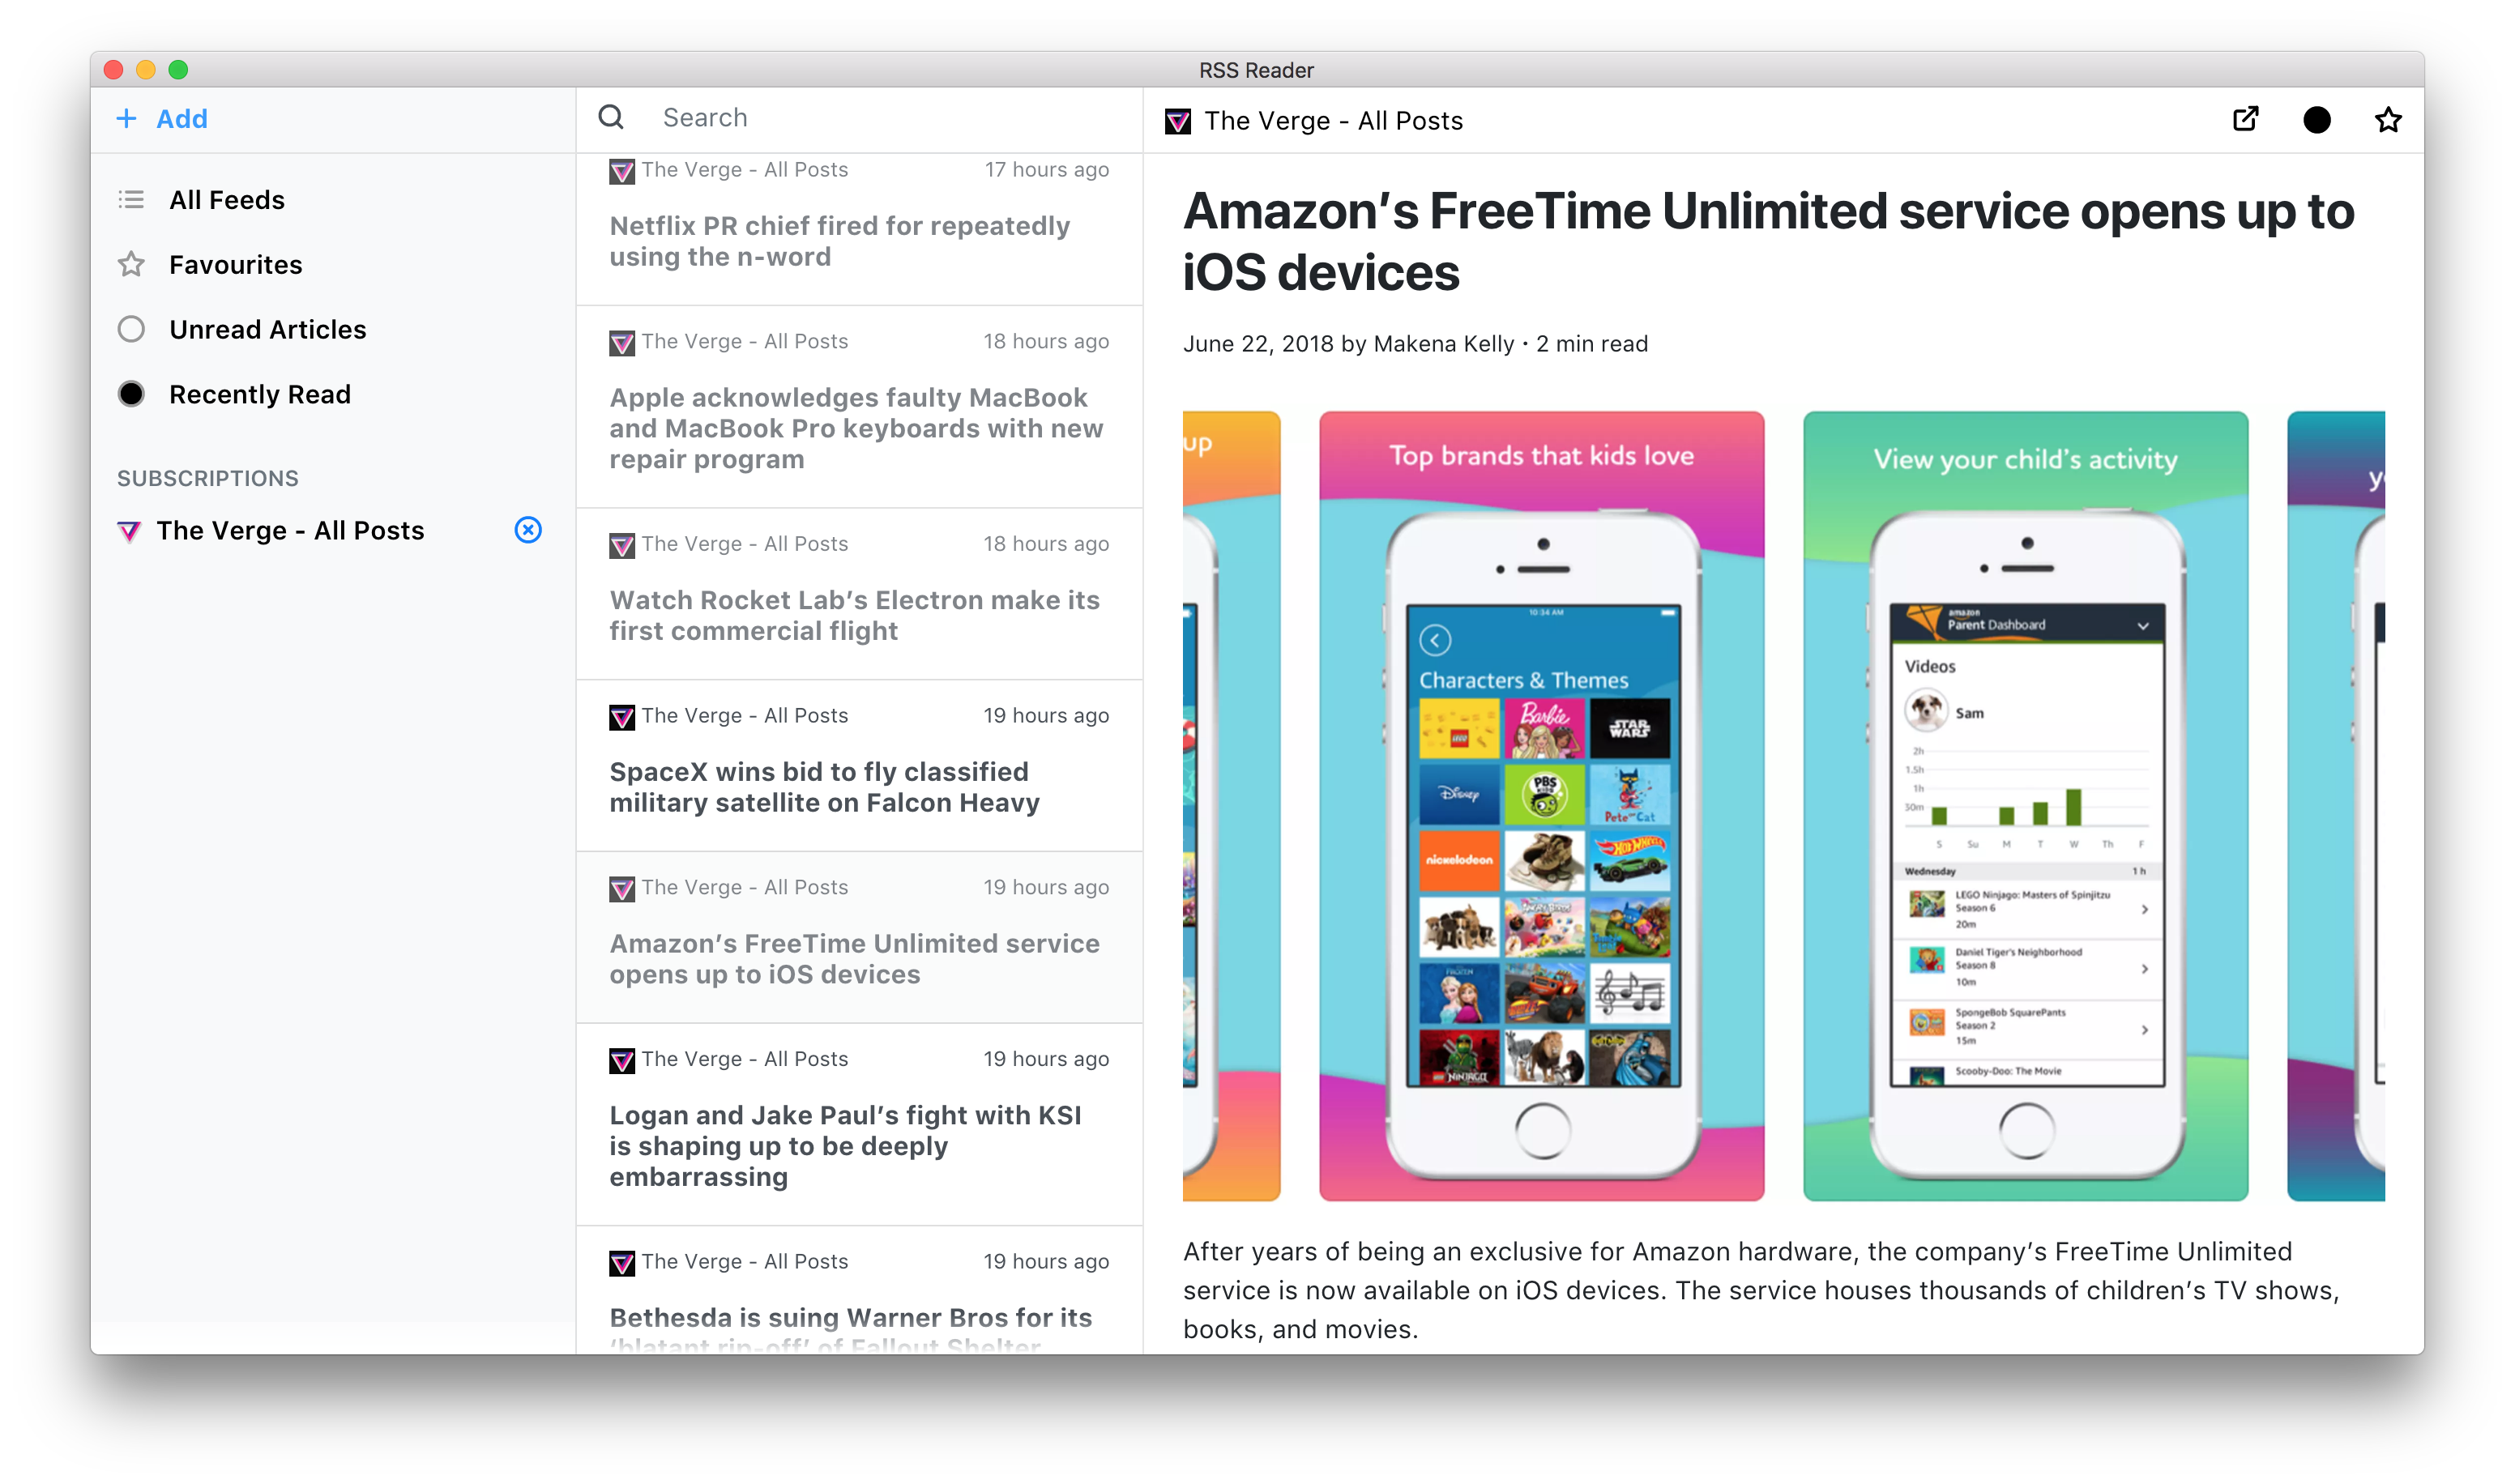 RSS Reader
Add
All Feeds
Favourites
Unread Articles
Recently Read
SUBSCRIPTIONS
The Verge - All Posts
Search
The Verge - All Posts 17 hours ago
Netflix PR chief fired for repeatedly
using the n-word
The Verge - All Posts 18 hours ago
Apple acknowledges faulty MacBook
and MacBook Pro keyboards with new
repair program
The Verge - All Posts 18 hours ago
Watch Rocket Lab’s Electron make its
first commercial flight
The Verge - All Posts 19 hours ago
SpaceX wins bid to fly classified
military satellite on Falcon Heavy
The Verge - All Posts 19 hours ago
Amazon’s FreeTime Unlimited service
opens up to iOS devices
The Verge - All Posts 19 hours ago
Logan and Jake Paul’s fight with KSI
is shaping up to be deeply
embarrassing
The Verge - All Posts 19 hours ago
Bethesda is suing Warner Bros for its
‘blatant rip-off’ of Fallout Shelter
The Verge - All Posts
Amazon’s FreeTime Unlimited service opens up to
iOS devices
June 22, 2018 by Makena Kelly • 2 min read
up
Top brands that kids love
10:34 AM
Characters & Themes
LEGO
Barbie
STAR WARS
Disney
PBS KIDS
Pete the Cat
nickelodeon
HOT WHEELS
FROZEN
LEGO NINJAGO
View your child’s activity
amazon
Parent Dashboard
Videos
Sam
2h
1.5h
1h
30m
S Su M T W Th F
Wednesday 1 h
LEGO Ninjago: Masters of Spinjitzu
Season 6
20m
Daniel Tiger’s Neighborhood
Season 8
10m
SpongeBob SquarePants
Season 2
15m
Scooby-Doo: The Movie
After years of being an exclusive for Amazon hardware, the company’s FreeTime Unlimited
service is now available on iOS devices. The service houses thousands of children’s TV shows,
books, and movies.